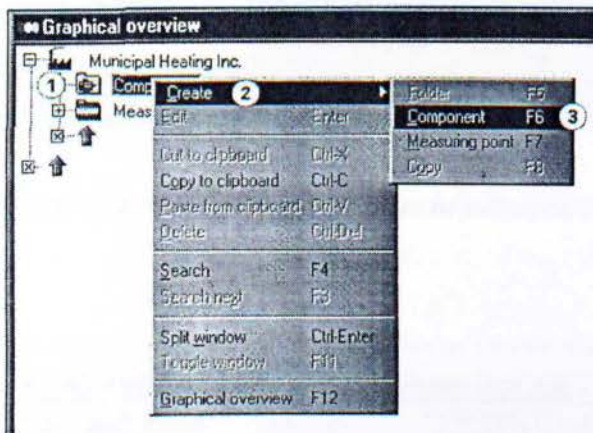 Graphical overview
Municipal Heating Inc.
1 Comp
Meas
Create 2
Edit Enter
Cut to clipboard Ctrl-X
Copy to clipboard Ctrl-C
Paste from clipboard Ctrl-V
Delete Ctrl-Del
Search F4
Search next F3
Split window Ctrl-Enter
Toggle window F11
Graphical overview F12
Folder F5
Component F6 3
Measuring point F7
Copy F8